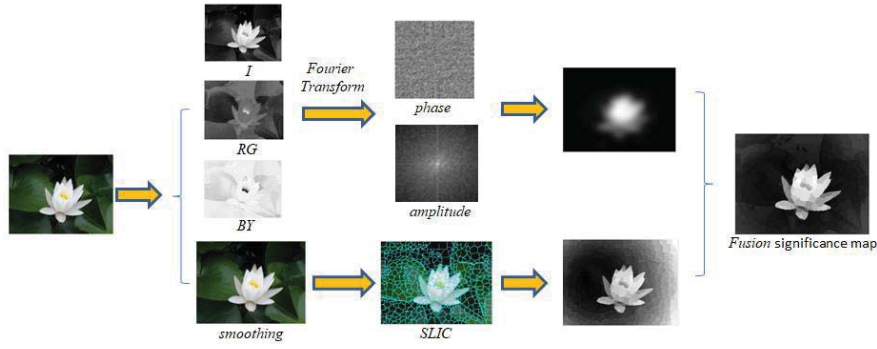 I
Fourier
Transform
RG
phase
BY
amplitude
smoothing
SLIC
Fusion significance map